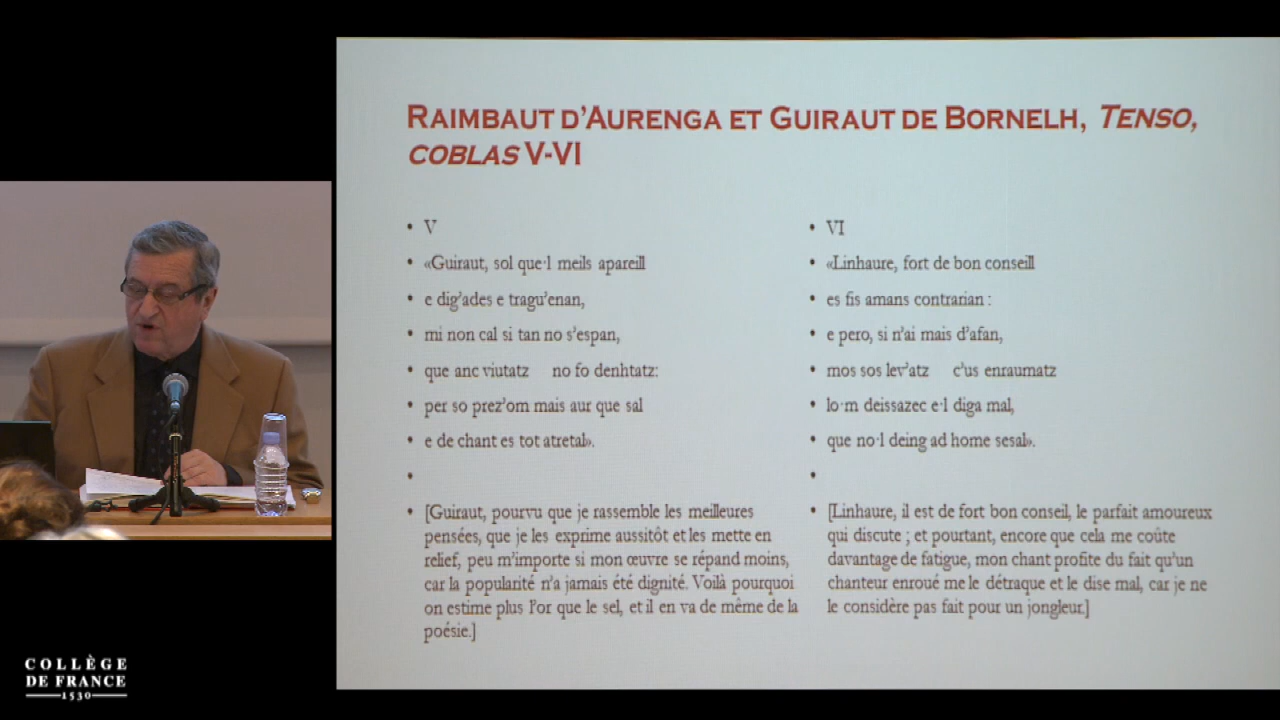 RAIMBAUT D'AURENGA ET GUIRAUT DE BORNELH, TENSO,
COBLAS V-VI
• V
• «Guiraut, sol que·l meils apareill
• e dig'ades e tragu'enan,
• mi non cal si tan no s'espan,
• que anc viutatz no fo denhtatz:
• per so prez'om mais aur que sal
• e de chant es tot atretal».
•
• [Guiraut, pourvu que je rassemble les meilleures
pensées, que je les exprime aussitôt et les mette en
relief, peu m'importe si mon œuvre se répand moins,
car la popularité n'a jamais été dignité. Voilà pourquoi
on estime plus l'or que le sel, et il en va de même de la
poésie.]
• VI
• «Linhaure, fort de bon conseill
• es fis amans contrarian :
• e pero, si n'ai mais d'afan,
• mos sos lev'atz c'us enraumatz
• lo·m deissazec e·l diga mal,
• que no·l deing ad home sesal».
•
• [Linhaure, il est de fort bon conseil, le parfait amoureux
qui discute ; et pourtant, encore que cela me coûte
davantage de fatigue, mon chant profite du fait qu'un
chanteur enroué me le détraque et le dise mal, car je ne
le considère pas fait pour un jongleur.]
COLLÈGE
DE FRANCE
1530